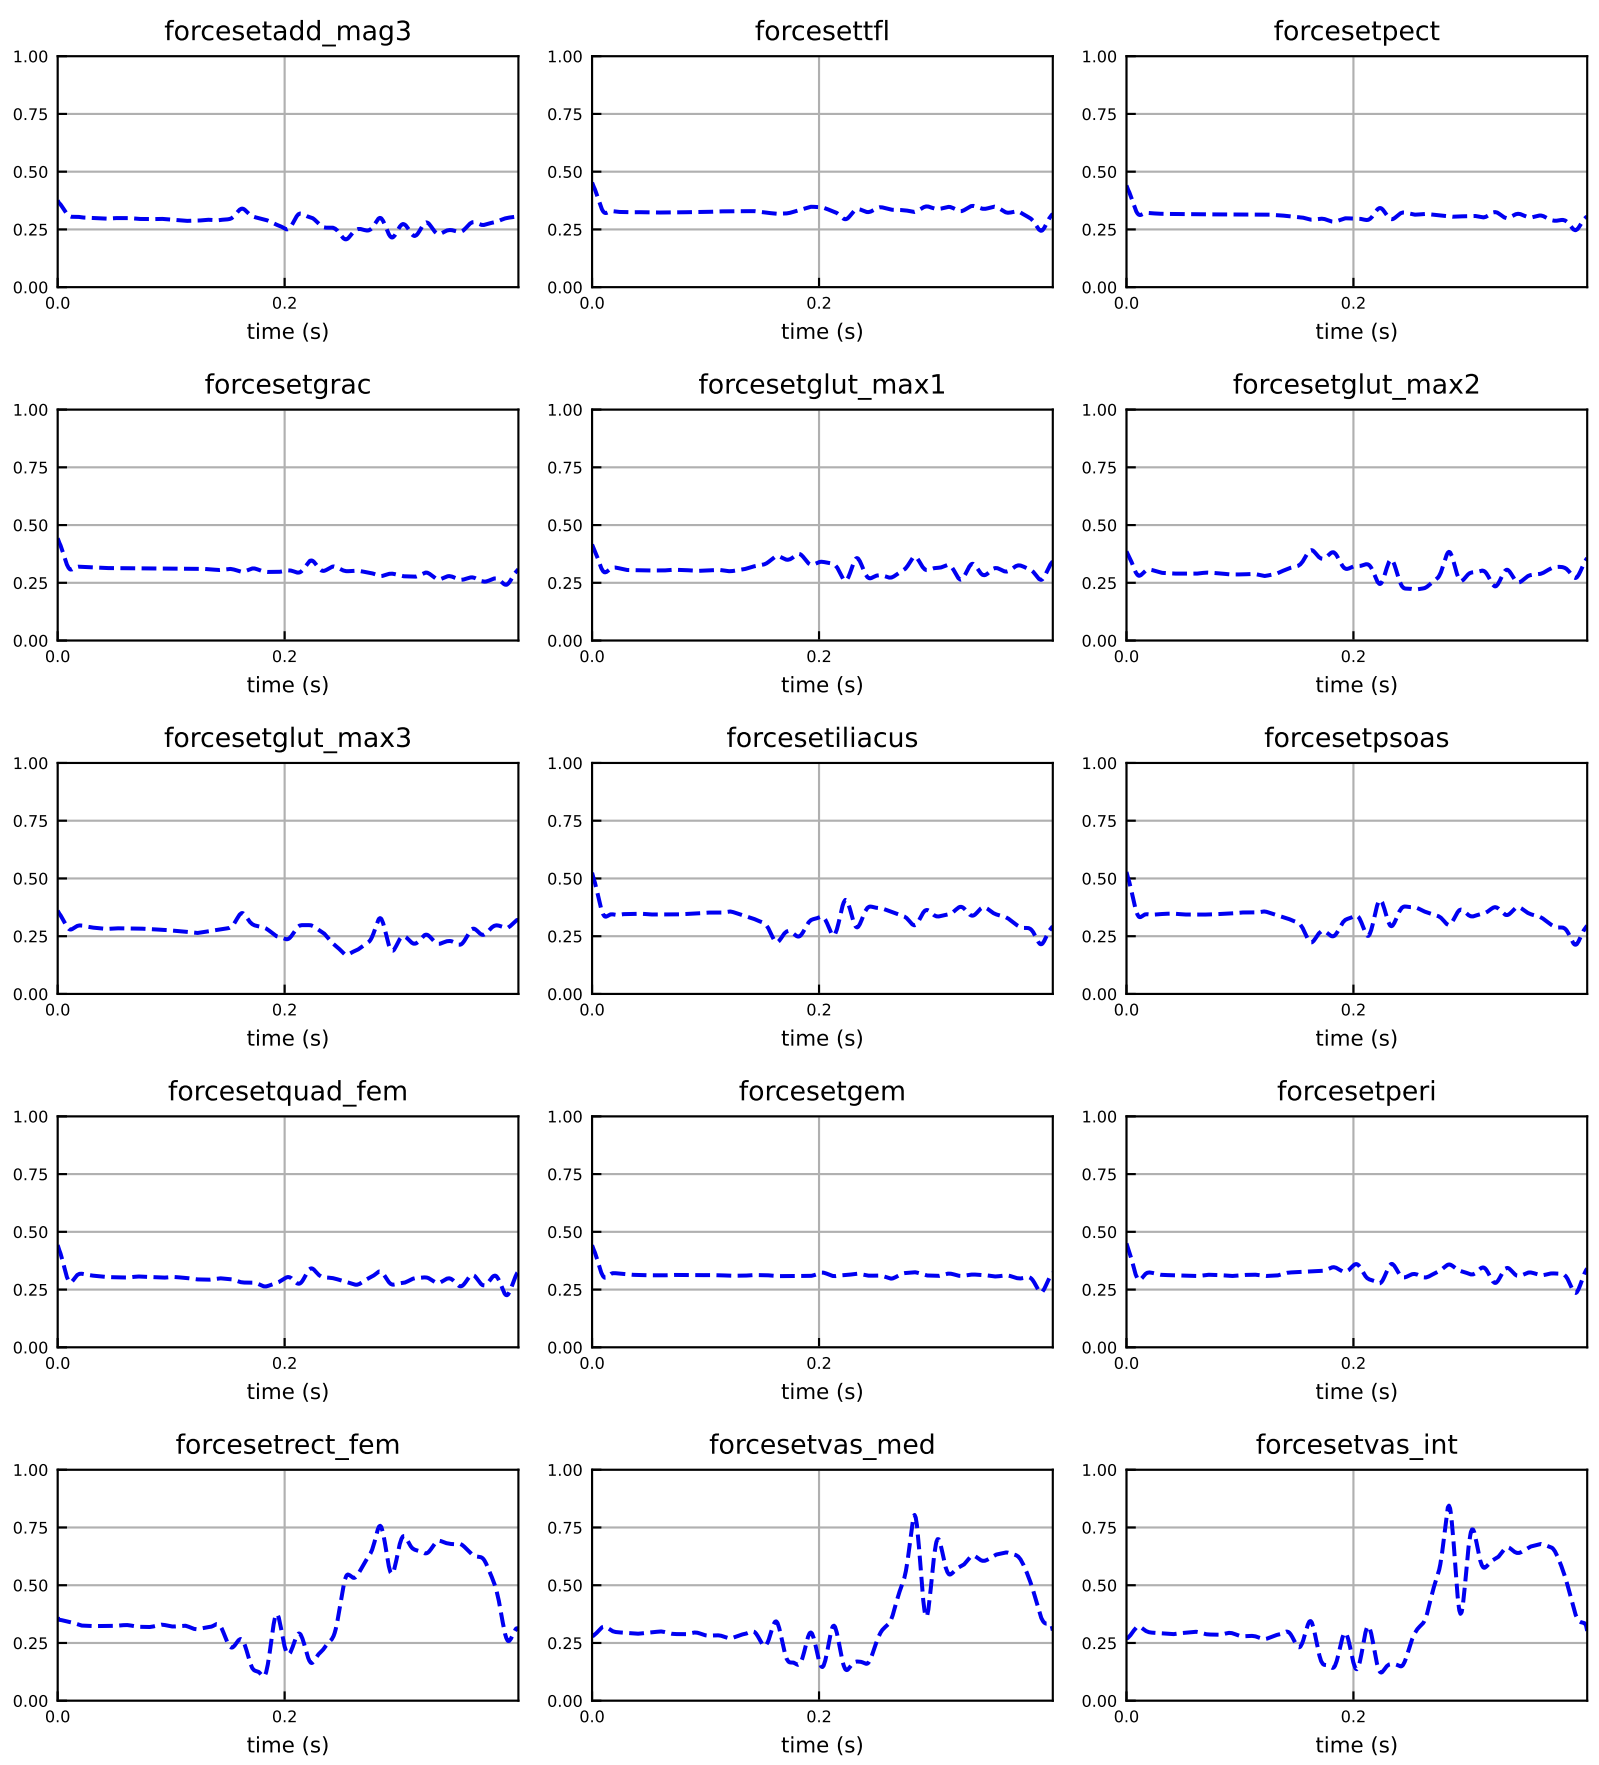 forcesetadd_mag3 forcesettfl forcesetpect
1.00 1.00 1.00
0.75 0.75 0.75
0.50 0.50 0.50
0.25 0.25 0.25
0.00 0.00 0.00
0.0 0.2 0.0 0.2 0.0 0.2
time (s) time (s) time (s)
forcesetgrac forcesetglut_max1 forcesetglut_max2
1.00 1.00 1.00
0.75 0.75 0.75
0.50 0.50 0.50
0.25 0.25 0.25
0.00 0.00 0.00
0.0 0.2 0.0 0.2 0.0 0.2
time (s) time (s) time (s)
forcesetglut_max3 forcesetiliacus forcesetpsoas
1.00 1.00 1.00
0.75 0.75 0.75
0.50 0.50 0.50
0.25 0.25 0.25
0.00 0.00 0.00
0.0 0.2 0.0 0.2 0.0 0.2
time (s) time (s) time (s)
forcesetquad_fem forcesetgem forcesetperi
1.00 1.00 1.00
0.75 0.75 0.75
0.50 0.50 0.50
0.25 0.25 0.25
0.00 0.00 0.00
0.0 0.2 0.0 0.2 0.0 0.2
time (s) time (s) time (s)
forcesetrect_fem forcesetvas_med forcesetvas_int
1.00 1.00 1.00
0.75 0.75 0.75
0.50 0.50 0.50
0.25 0.25 0.25
0.00 0.00 0.00
0.0 0.2 0.0 0.2 0.0 0.2
time (s) time (s) time (s)